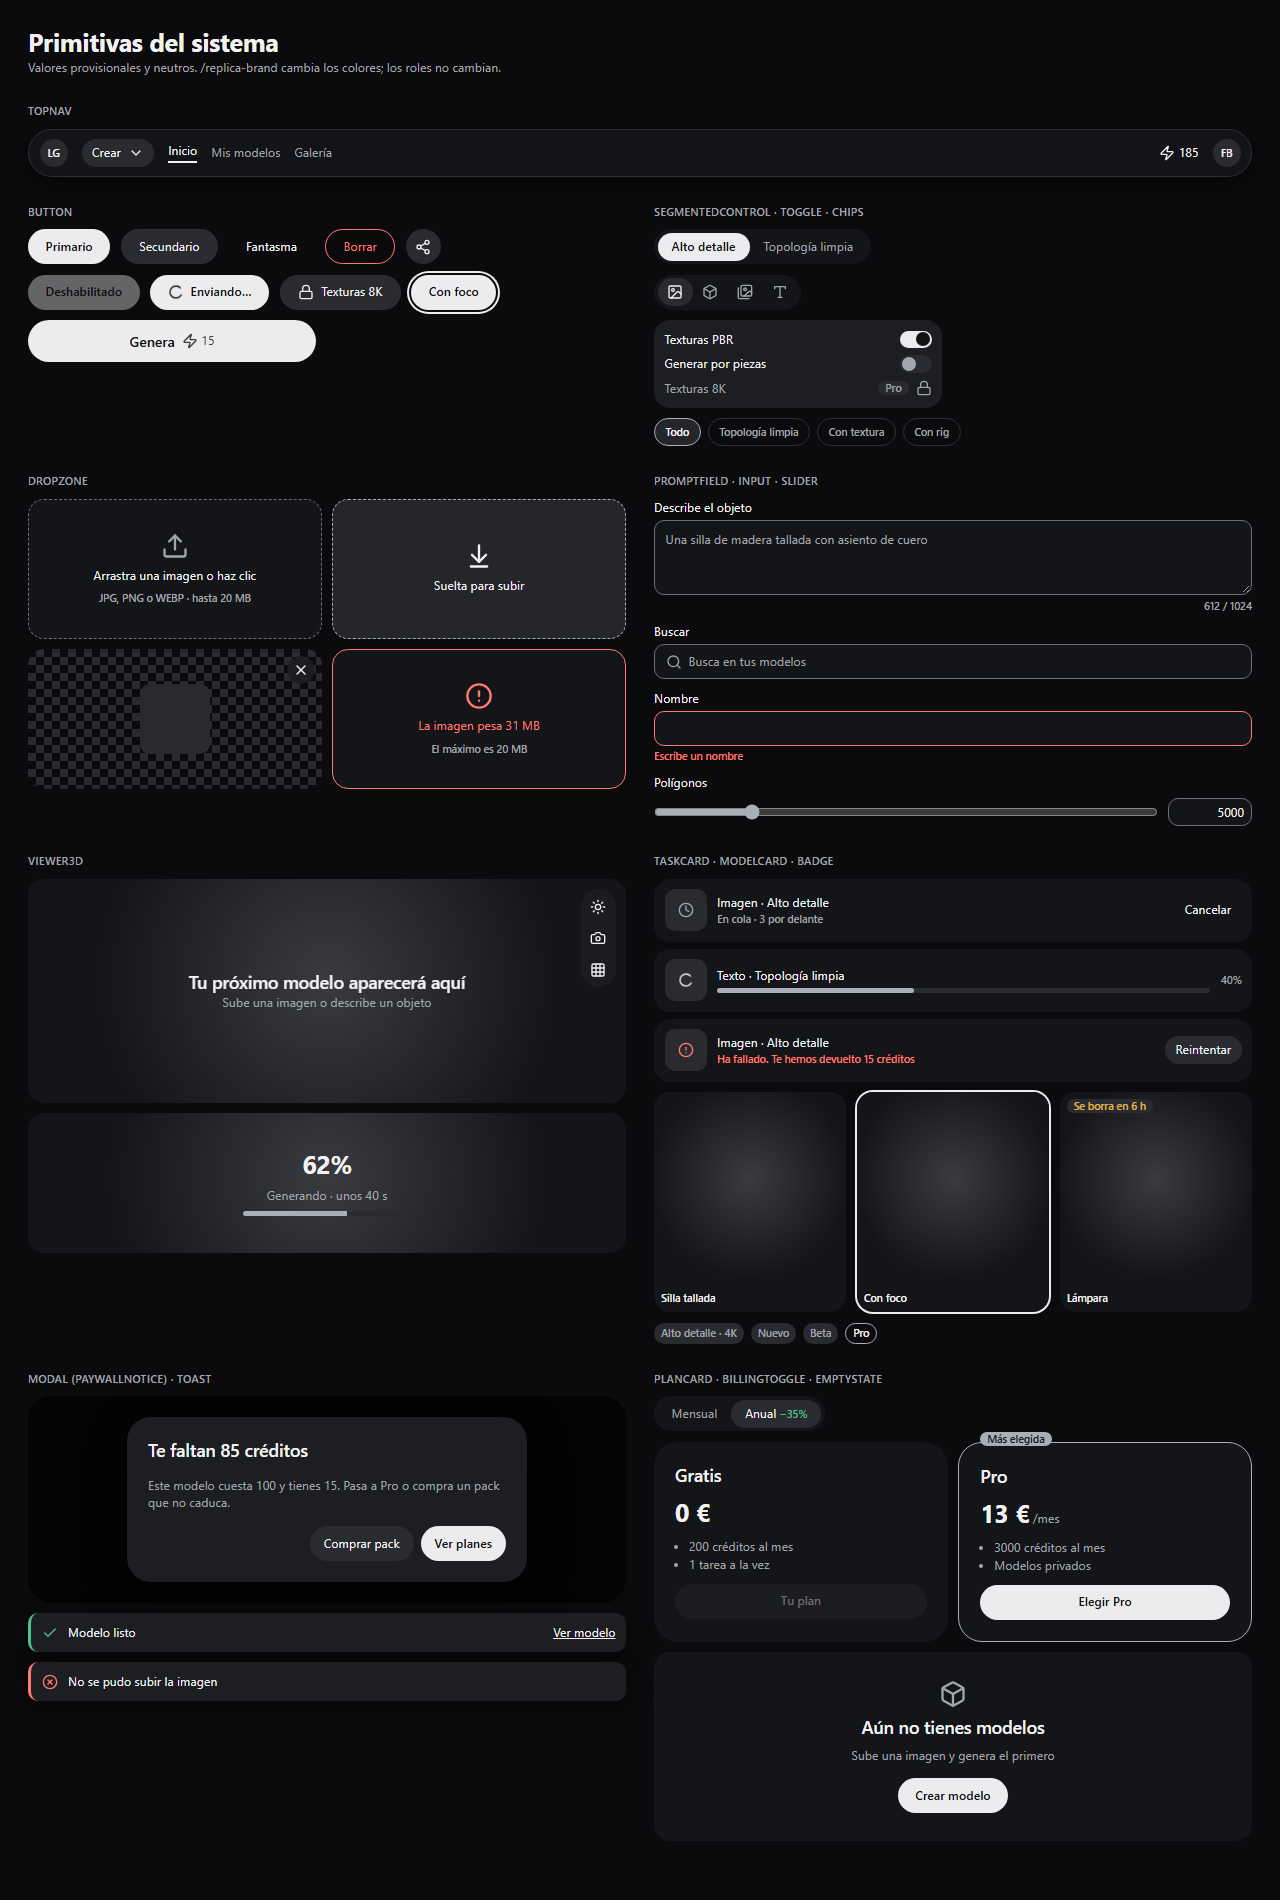 Primitivas del sistema
Valores provisionales y neutros. /replica-brand cambia los colores; los roles no cambian.
TOPNAV
LG
Crear
Inicio
Mis modelos
Galería
185
FB
BUTTON
Primario
Secundario
Fantasma
Borrar
Deshabilitado
Enviando...
Texturas 8K
Con foco
Genera
15
SEGMENTEDCONTROL · TOGGLE · CHIPS
Alto detalle
Topología limpia
Texturas PBR
Generar por piezas
Texturas 8K
Pro
Todo
Topología limpia
Con textura
Con rig
DROPZONE
Arrastra una imagen o haz clic
JPG, PNG o WEBP · hasta 20 MB
Suelta para subir
La imagen pesa 31 MB
El máximo es 20 MB
PROMPTFIELD · INPUT · SLIDER
Describe el objeto
Una silla de madera tallada con asiento de cuero
612 / 1024
Buscar
Busca en tus modelos
Nombre
Escribe un nombre
Polígonos
5000
VIEWER3D
Tu próximo modelo aparecerá aquí
Sube una imagen o describe un objeto
62%
Generando · unos 40 s
TASKCARD · MODELCARD · BADGE
Imagen · Alto detalle
En cola · 3 por delante
Cancelar
Texto · Topología limpia
40%
Imagen · Alto detalle
Ha fallado. Te hemos devuelto 15 créditos
Reintentar
Silla tallada
Con foco
Se borra en 6 h
Lámpara
Alto detalle · 4K
Nuevo
Beta
Pro
MODAL (PAYWALLNOTICE) · TOAST
Te faltan 85 créditos
Este modelo cuesta 100 y tienes 15. Pasa a Pro o compra un pack
que no caduca.
Comprar pack
Ver planes
Modelo listo
Ver modelo
No se pudo subir la imagen
PLANCARD · BILLINGTOGGLE · EMPTYSTATE
Mensual
Anual −35%
Gratis
0 €
• 200 créditos al mes
• 1 tarea a la vez
Tu plan
Más elegida
Pro
13 € /mes
• 3000 créditos al mes
• Modelos privados
Elegir Pro
Aún no tienes modelos
Sube una imagen y genera el primero
Crear modelo